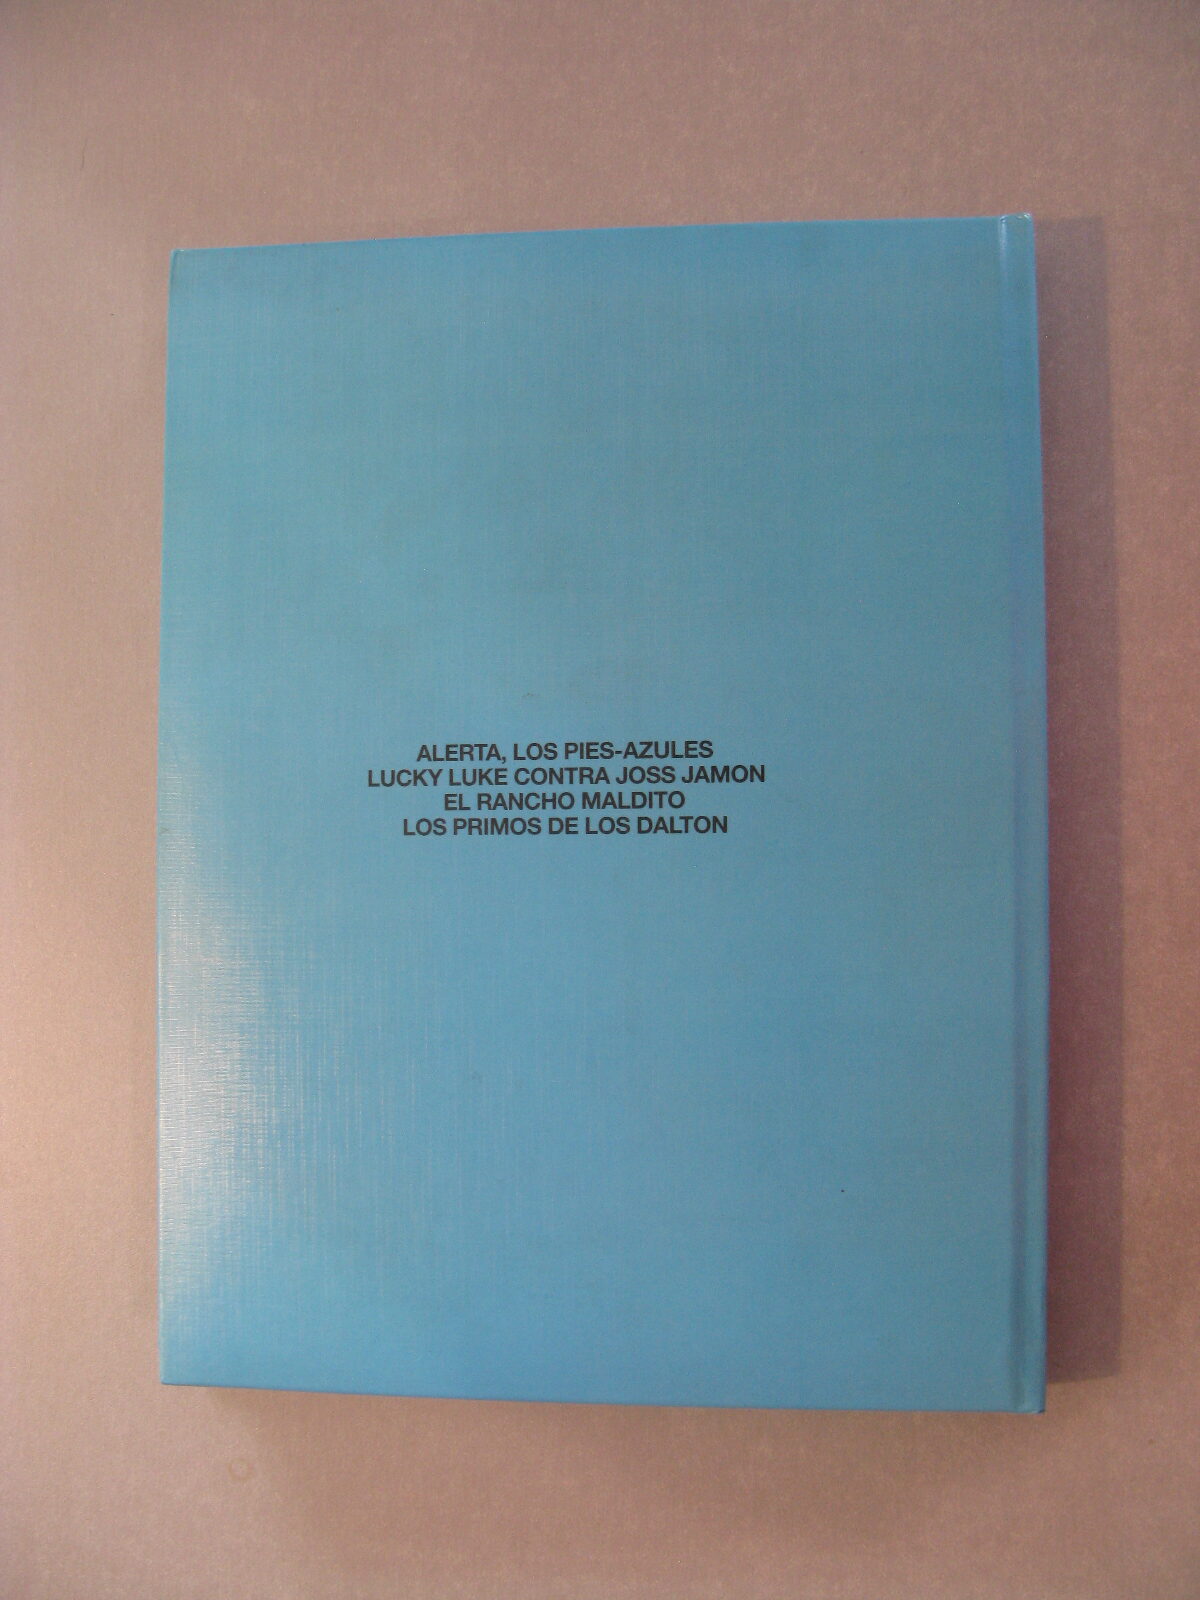 ALERTA, LOS PIES-AZULES
LUCKY LUKE CONTRA JOSS JAMON
EL RANCHO MALDITO
LOS PRIMOS DE LOS DALTON